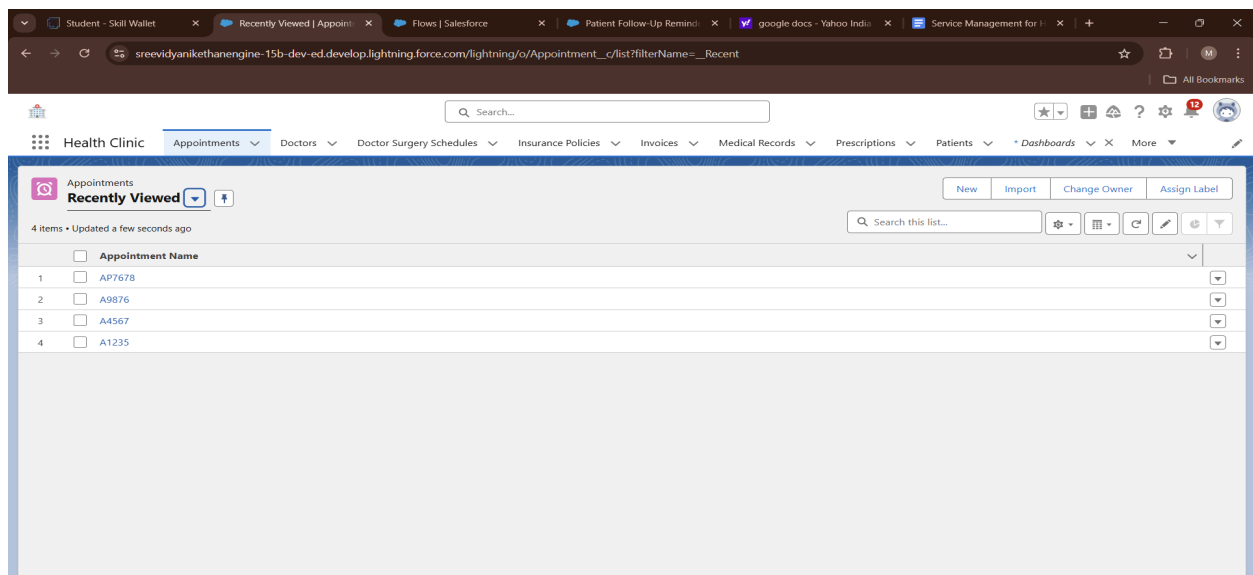 Student - Skill Wallet
Recently Viewed | Appointi
Flows | Salesforce
Patient Follow-Up Remind
google docs - Yahoo India
Service Management for H
sreevidyanikethanengine-15b-dev-ed.develop.lightning.force.com/lightning/o/Appointment__c/list?filterName=__Recent
M
All Bookmarks
Search...
12
Health Clinic
Appointments
Doctors
Doctor Surgery Schedules
Insurance Policies
Invoices
Medical Records
Prescriptions
Patients
* Dashboards
More
Appointments
Recently Viewed
New
Import
Change Owner
Assign Label
4 items • Updated a few seconds ago
Search this list...
Appointment Name
1 AP7678
2 A9876
3 A4567
4 A1235